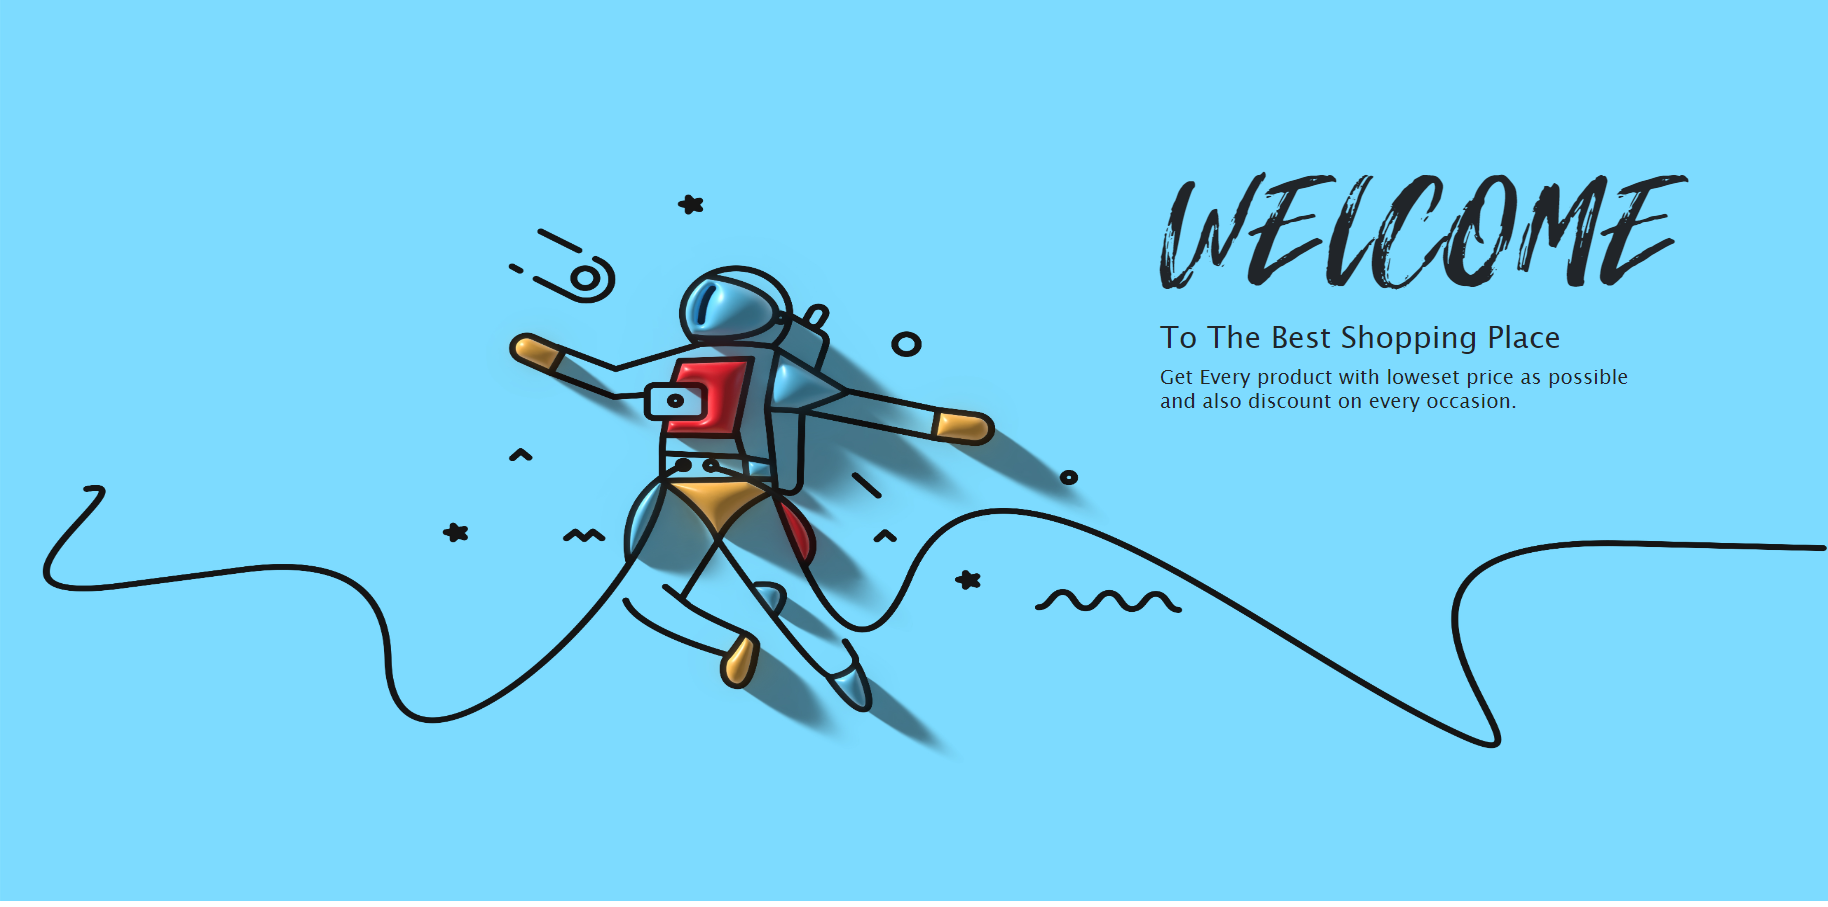 WELCOME
To The Best Shopping Place
Get Every product with loweset price as possible
and also discount on every occasion.